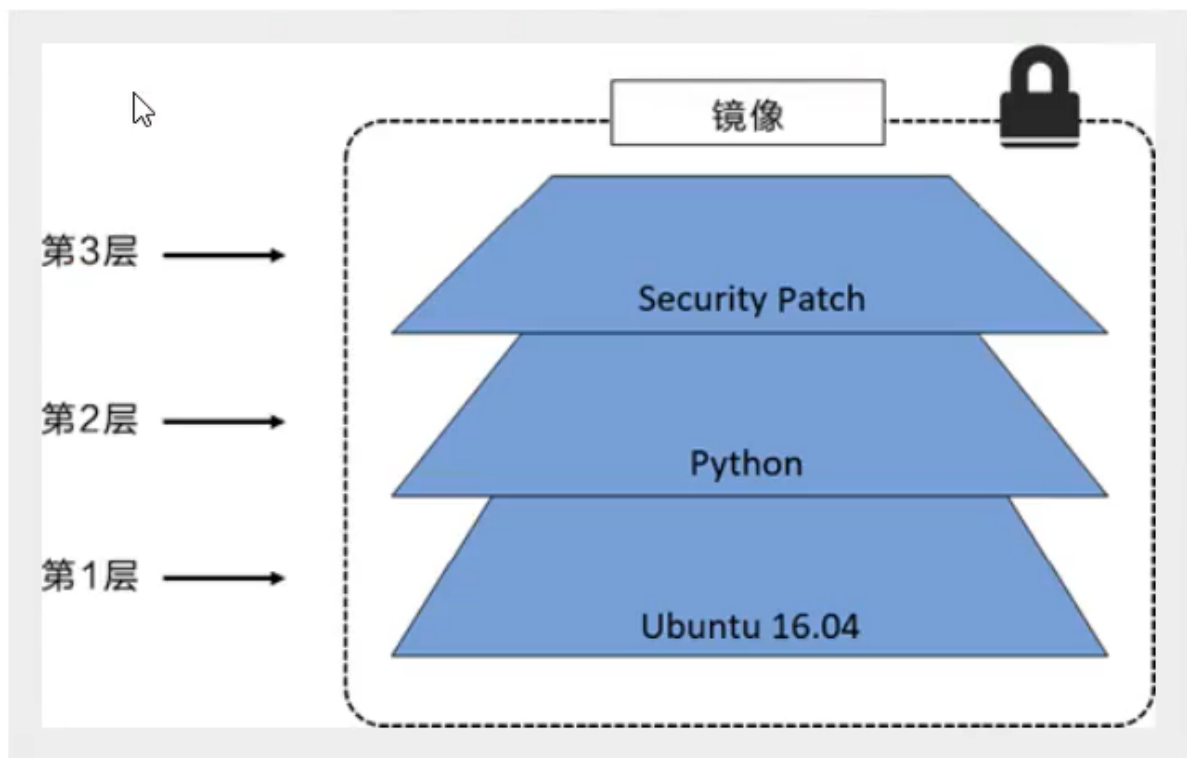 镜像
第3层
Security Patch
第2层
Python
第1层
Ubuntu 16.04